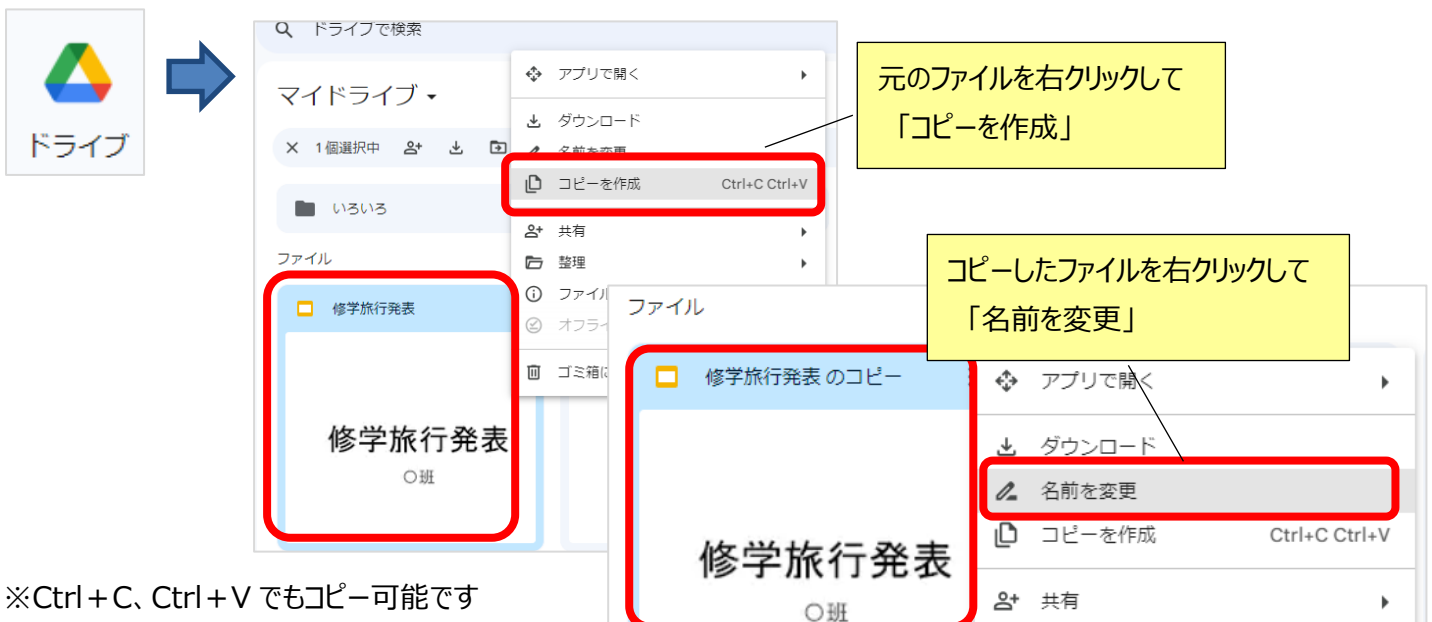 ドライブ
ドライブで検索
マイドライブ
1個選択中
いろいろ
ファイル
修学旅行発表
修学旅行発表
〇班
アプリで開く
ダウンロード
名前を変更
コピーを作成 Ctrl+C Ctrl+V
共有
整理
ファイル
オフライ
ゴミ箱に
元のファイルを右クリックして
「コピーを作成」
コピーしたファイルを右クリックして
「名前を変更」
ファイル
修学旅行発表 のコピー
修学旅行発表
〇班
アプリで開く
ダウンロード
名前を変更
コピーを作成 Ctrl+C Ctrl+V
共有
※Ctrl+C、Ctrl+V でもコピー可能です